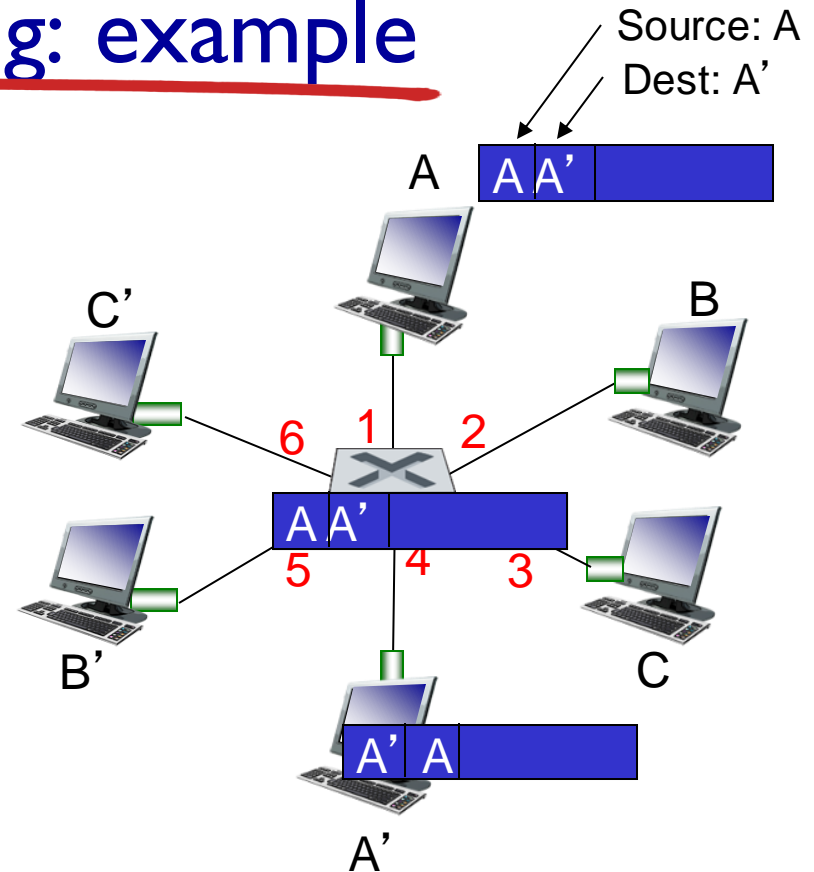 g: example
Source: A
Dest: A’
A
A A’
C’
B
6 1 2
A A’
5 4 3
B’
C
A’ A
A’